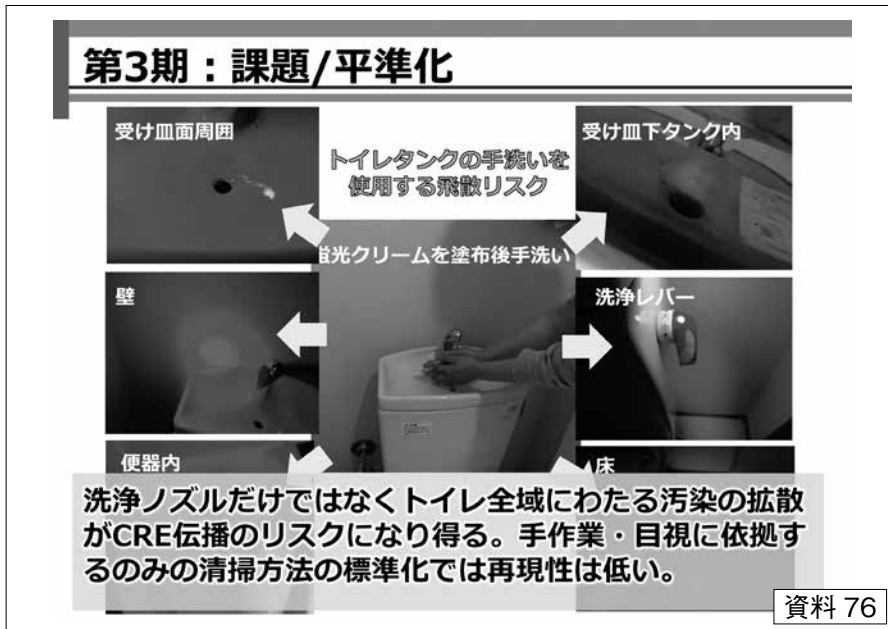 第3期：課題/平準化
受け皿面周囲
トイレタンクの手洗いを
使用する飛散リスク
受け皿下タンク内
蛍光クリームを塗布後手洗い
壁
洗浄レバー
便器内
床
洗浄ノズルだけではなくトイレ全域にわたる汚染の拡散
がCRE伝播のリスクになり得る。手作業・目視に依拠す
るのみの清掃方法の標準化では再現性は低い。
資料 76